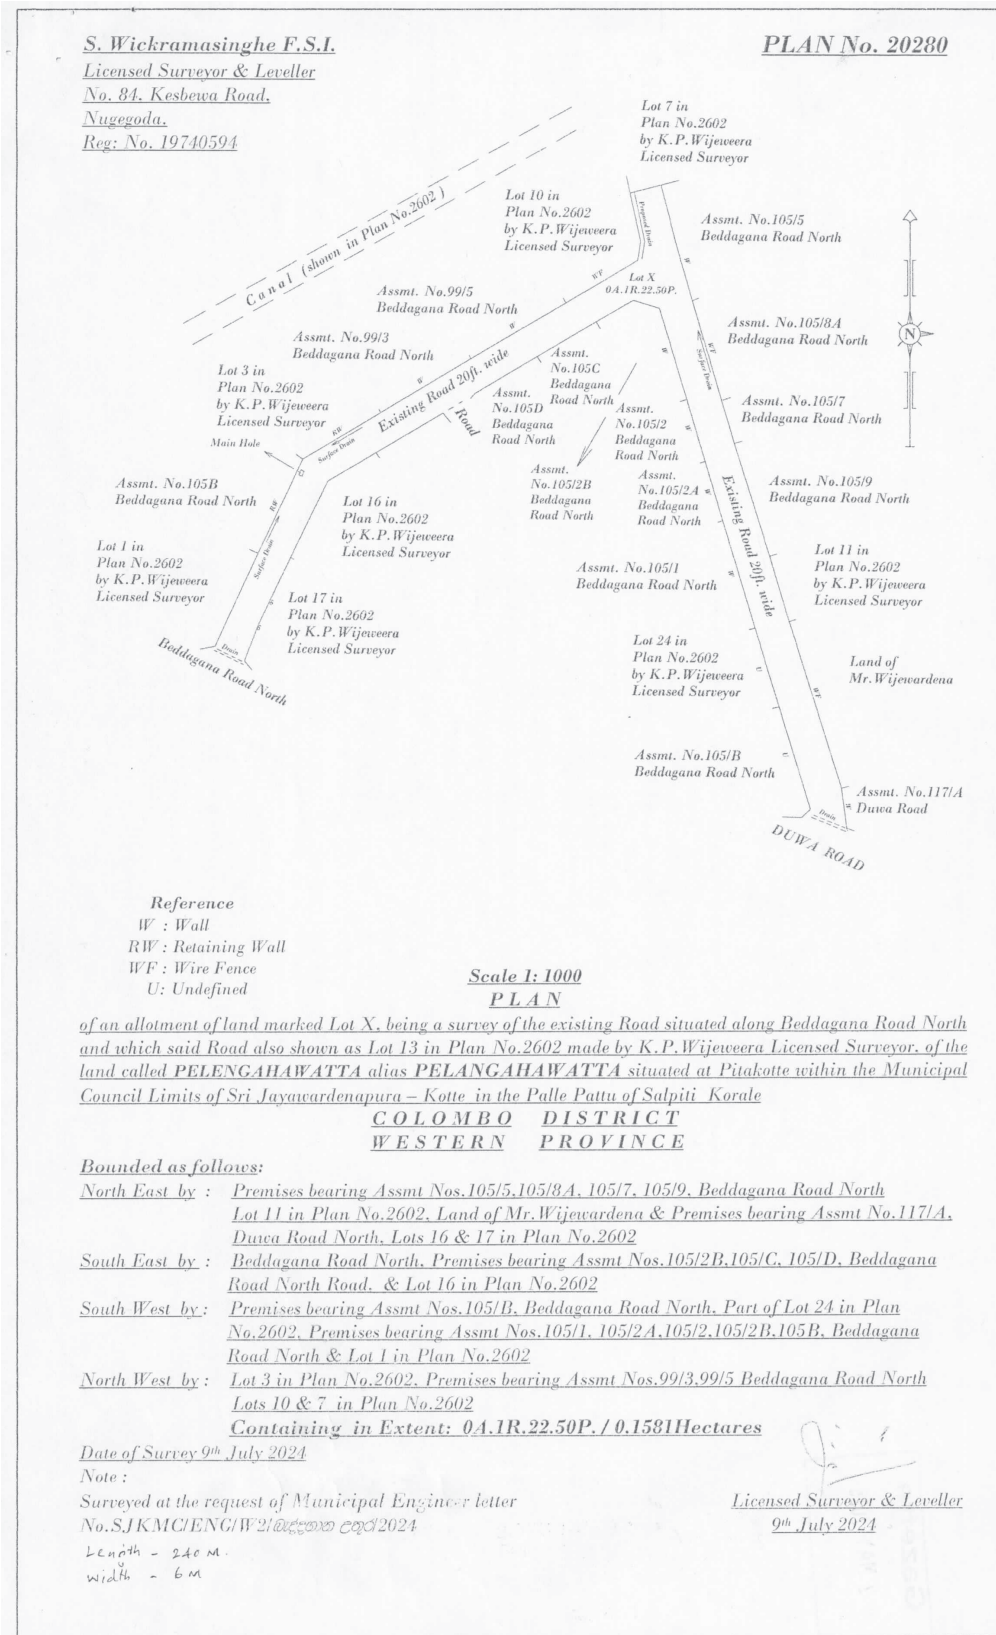 S. Wickramasinghe F.S.I.
Licensed Surveyor & Leveller
No. 84, Kesbewa Road,
Nugegoda.
Reg: No. 19740594
PLAN No. 20280
Lot 7 in
Plan No.2602
by K.P.Wijeweera
Licensed Surveyor
Lot 10 in
Plan No.2602
by K.P.Wijeweera
Licensed Surveyor
Proposed Drain
Assmt. No.105/5
Beddagana Road North
Canal (shown in Plan No.2602)
Lot X
0A.1R.22.50P.
WF
W
N
Assmt. No.99/5
Beddagana Road North
W
Assmt. No.105/8A
Beddagana Road North
WF
Surface Drain
Assmt. No.99/3
Beddagana Road North
W
W
Existing Road 20ft. wide
Road
Assmt.
No.105C
Beddagana
Road North
Lot 3 in
Plan No.2602
by K.P.Wijeweera
Licensed Surveyor
Assmt.
No.105D
Beddagana
Road North
Assmt.
No.105/2
Beddagana
Road North
W
Assmt. No.105/7
Beddagana Road North
Main Hole
RW
Surface Drain
Assmt.
No.105/2B
Beddagana
Road North
Assmt.
No.105/2A
Beddagana
Road North
W
Existing Road 20ft. wide
Assmt. No.105/9
Beddagana Road North
Assmt. No.105B
Beddagana Road North
RW
Surface Drain
Lot 16 in
Plan No.2602
by K.P.Wijeweera
Licensed Surveyor
Lot 1 in
Plan No.2602
by K.P.Wijeweera
Licensed Surveyor
Assmt. No.105/1
Beddagana Road North
W
Lot 11 in
Plan No.2602
by K.P.Wijeweera
Licensed Surveyor
Lot 17 in
Plan No.2602
by K.P.Wijeweera
Licensed Surveyor
Drain
Beddagana Road North
Lot 24 in
Plan No.2602
by K.P.Wijeweera
Licensed Surveyor
U
WF
Land of
Mr. Wijewardena
Assmt. No.105/B
Beddagana Road North
U
Assmt. No.117/A
Duwa Road
W
Drain
DUWA ROAD
Reference
W : Wall
RW : Retaining Wall
WF : Wire Fence
U: Undefined
Scale 1: 1000
PLAN
of an allotment of land marked Lot X, being a survey of the existing Road situated along Beddagana Road North
and which said Road also shown as Lot 13 in Plan No.2602 made by K.P.Wijeweera Licensed Surveyor, of the
land called PELENGAHAWATTA alias PELANGAHAWATTA situated at Pitakotte within the Municipal
Council Limits of Sri Jayawardenapura – Kotte in the Palle Pattu of Salpiti Korale
COLOMBO DISTRICT
WESTERN PROVINCE
Bounded as follows:
North East by : Premises bearing Assmt Nos.105/5,105/8A, 105/7, 105/9, Beddagana Road North
Lot 11 in Plan No.2602, Land of Mr.Wijewardena & Premises bearing Assmt No.117/A,
Duwa Road North, Lots 16 & 17 in Plan No.2602
South East by : Beddagana Road North, Premises bearing Assmt Nos.105/2B,105/C, 105/D, Beddagana
Road North Road, & Lot 16 in Plan No.2602
South West by : Premises bearing Assmt Nos.105/B, Beddagana Road North, Part of Lot 24 in Plan
No.2602, Premises bearing Assmt Nos.105/1, 105/2A,105/2,105/2B,105B, Beddagana
Road North & Lot 1 in Plan No.2602
North West by : Lot 3 in Plan No.2602, Premises bearing Assmt Nos.99/3,99/5 Beddagana Road North
Lots 10 & 7 in Plan No.2602
Containing in Extent: 0A.1R.22.50P. / 0.1581Hectares
Date of Survey 9th July 2024
Note :
Surveyed at the request of Municipal Engineer letter
No.SJKMC/ENG/W2/බැද්දගාන උතුර/2024
Licensed Surveyor & Leveller
9th July 2024
Length - 240 M.
width - 6 M